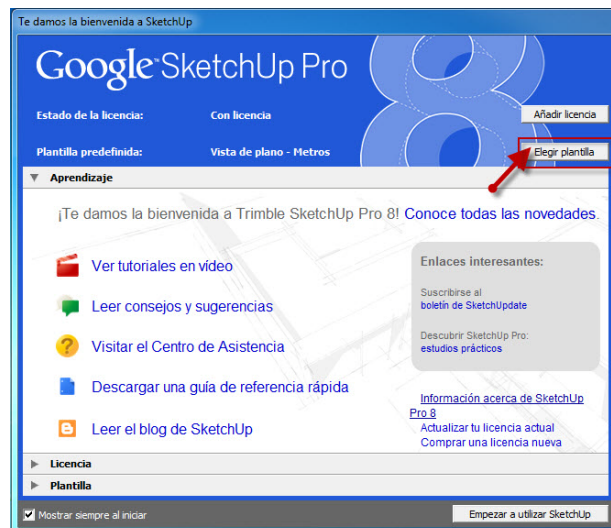 Te damos la bienvenida a SketchUp
Google SketchUp Pro 8
Estado de la licencia: Con licencia Añadir licencia
Plantilla predefinida: Vista de plano - Metros Elegir plantilla
Aprendizaje
¡Te damos la bienvenida a Trimble SketchUp Pro 8! Conoce todas las novedades.
Ver tutoriales en vídeo
Leer consejos y sugerencias
Visitar el Centro de Asistencia
Descargar una guía de referencia rápida
Leer el blog de SketchUp
Enlaces interesantes:
Suscribirse al
boletín de SketchUpdate
Descubrir SketchUp Pro:
estudios prácticos
Información acerca de SketchUp
Pro 8
Actualizar tu licencia actual
Comprar una licencia nueva
Licencia
Plantilla
Mostrar siempre al iniciar Empezar a utilizar SketchUp